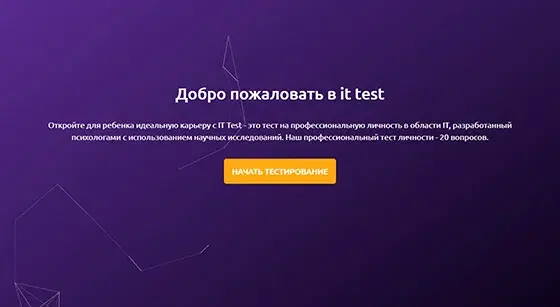 Добро пожаловать в it test
Откройте для ребенка идеальную карьеру с IT Test - это тест на профессиональную личность в области IT, разработанный
психологами с использованием научных исследований. Наш профессиональный тест личности - 20 вопросов.
НАЧАТЬ ТЕСТИРОВАНИЕ